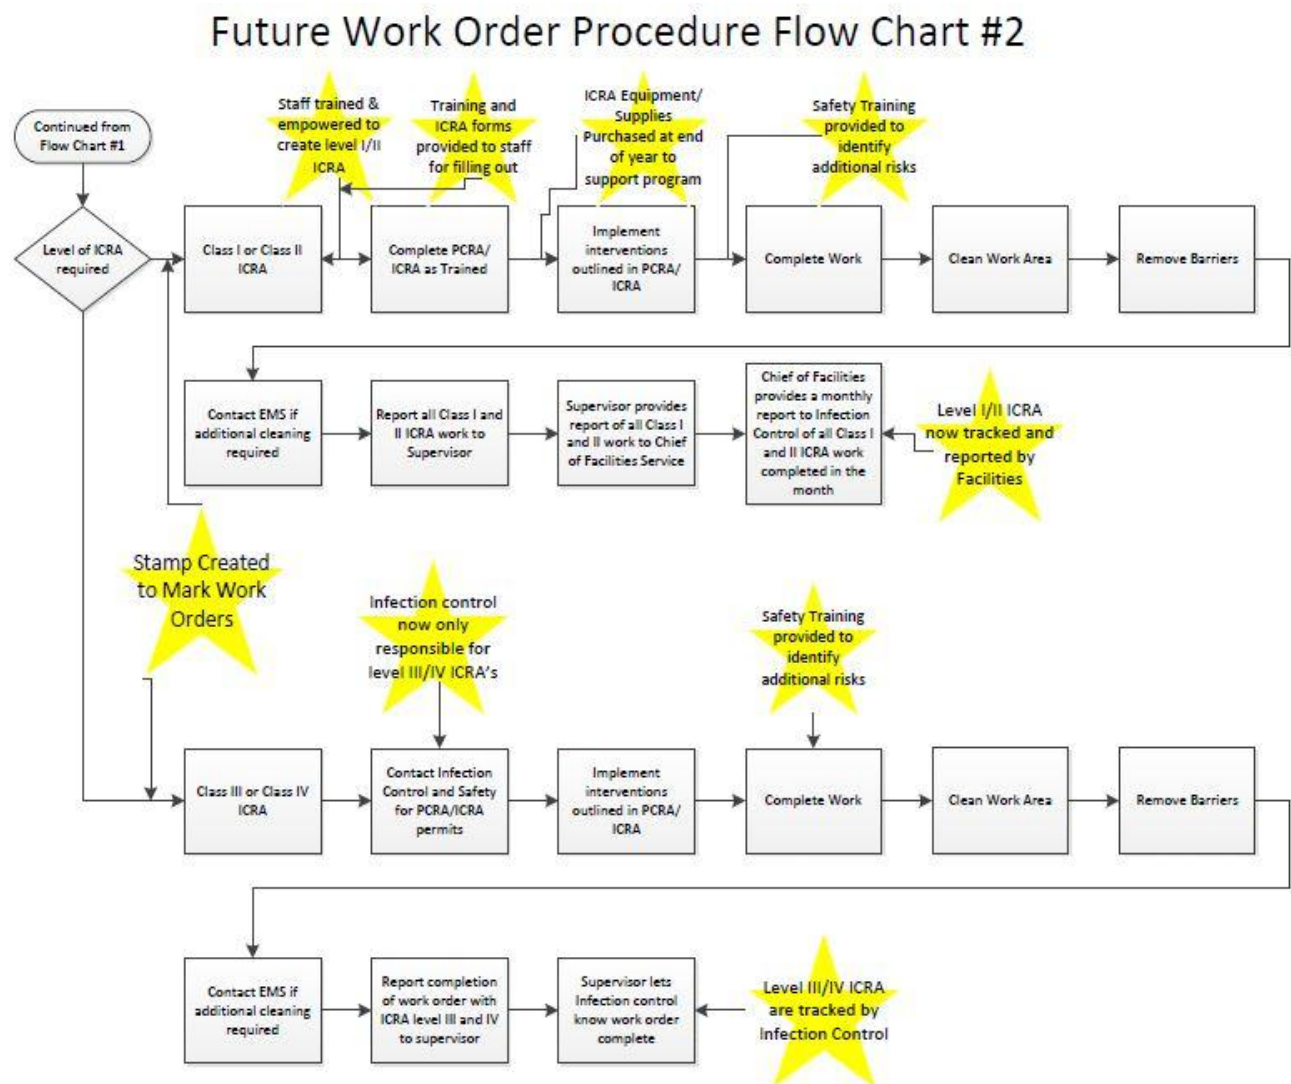 Future Work Order Procedure Flow Chart #2
Continued from
Flow Chart #1
Staff trained &
empowered to
create level I/II
ICRA
Training and
ICRA forms
provided to staff
for filling out
ICRA Equipment/
Supplies
Purchased at end
of year to
support program
Safety Training
provided to
identify
additional risks
Level of ICRA
required
Class I or Class II
ICRA
Complete PCRA/
ICRA as Trained
Implement
interventions
outlined in PCRA/
ICRA
Complete Work
Clean Work Area
Remove Barriers
Contact EMS if
additional cleaning
required
Report all Class I and
II ICRA work to
Supervisor
Supervisor provides
report of all Class I
and II work to Chief
of Facilities Service
Chief of Facilities
provides a monthly
report to Infection
Control of all Class I
and II ICRA work
completed in the
month
Level I/II ICRA
now tracked and
reported by
Facilities
Stamp Created
to Mark Work
Orders
Infection control
now only
responsible for
level III/IV ICRA's
Safety Training
provided to
identify
additional risks
Class III or Class IV
ICRA
Contact Infection
Control and Safety
for PCRA/ICRA
permits
Implement
interventions
outlined in PCRA/
ICRA
Complete Work
Clean Work Area
Remove Barriers
Contact EMS if
additional cleaning
required
Report completion
of work order with
ICRA level III and IV
to supervisor
Supervisor lets
Infection control
know work order
complete
Level III/IV ICRA
are tracked by
Infection Control